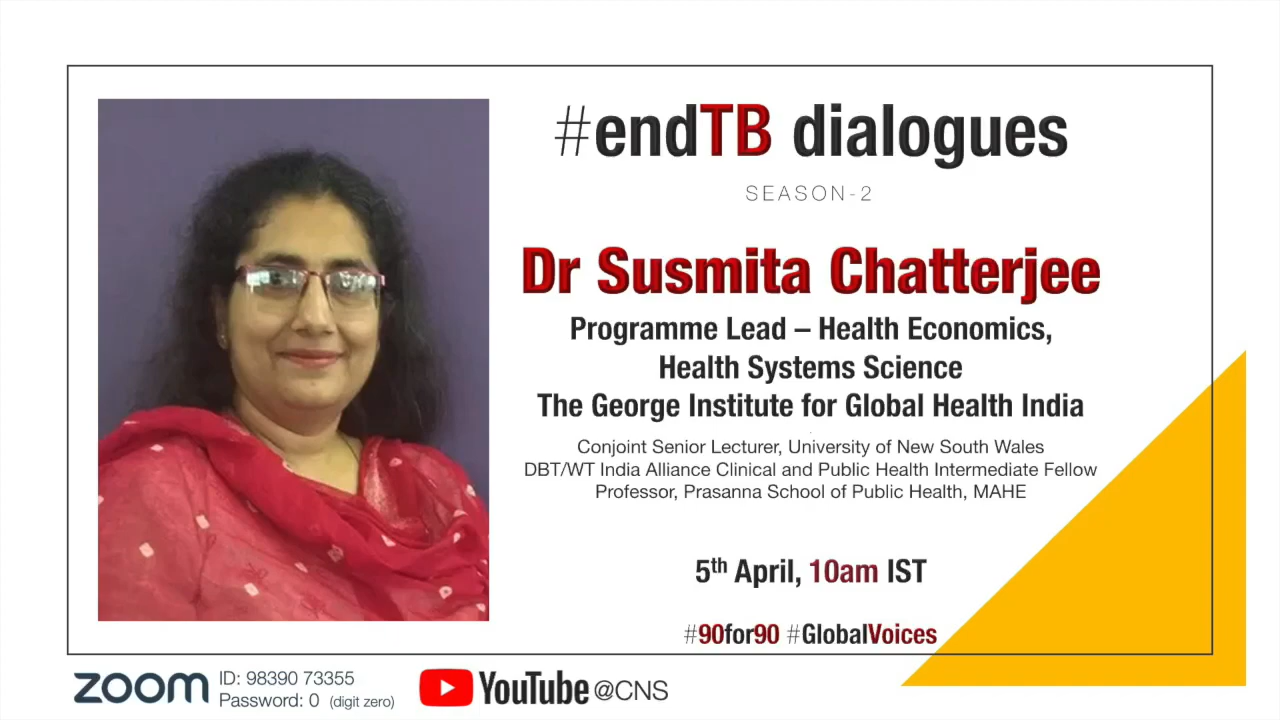 #endTB dialogues
SEASON-2
Dr Susmita Chatterjee
Programme Lead – Health Economics,
Health Systems Science
The George Institute for Global Health India
Conjoint Senior Lecturer, University of New South Wales
DBT/WT India Alliance Clinical and Public Health Intermediate Fellow
Professor, Prasanna School of Public Health, MAHE
5th April, 10am IST
#90for90 #GlobalVoices
zoom ID: 98390 73355
Password: 0 (digit zero)
YouTube @CNS